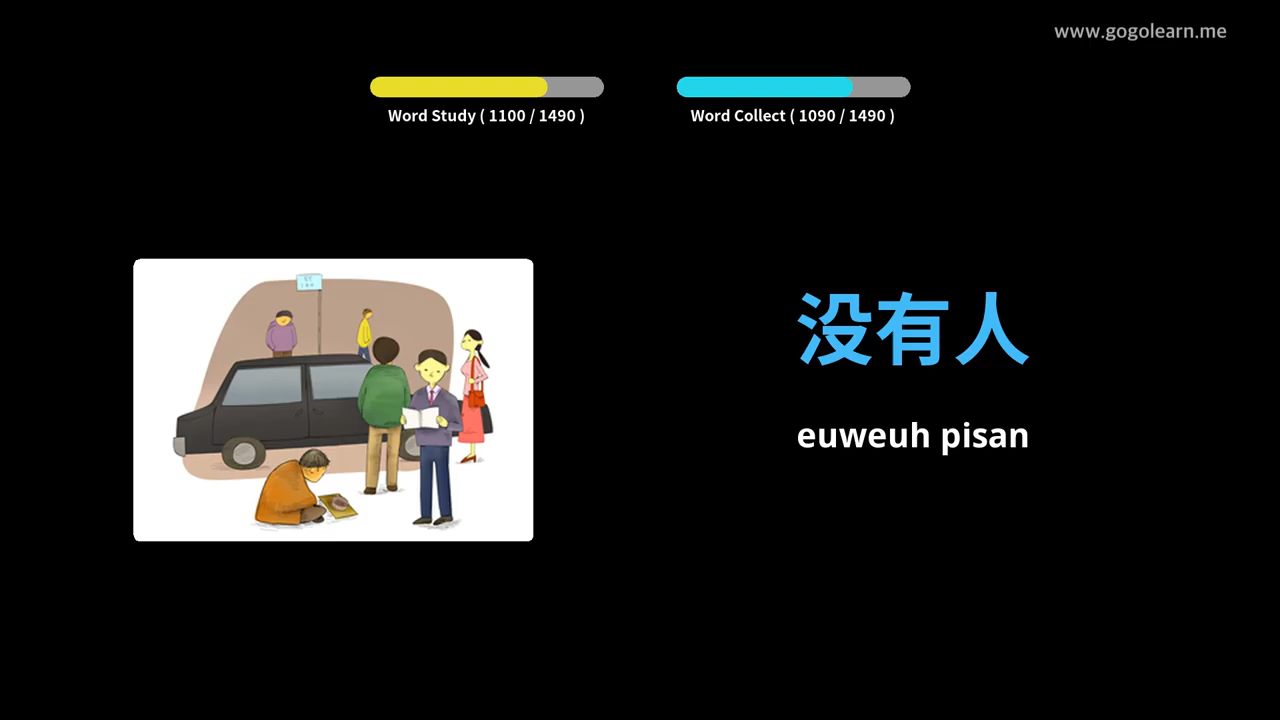 www.gogolearn.me
Word Study ( 1100 / 1490 )
Word Collect ( 1090 / 1490 )
没有人
euweuh pisan